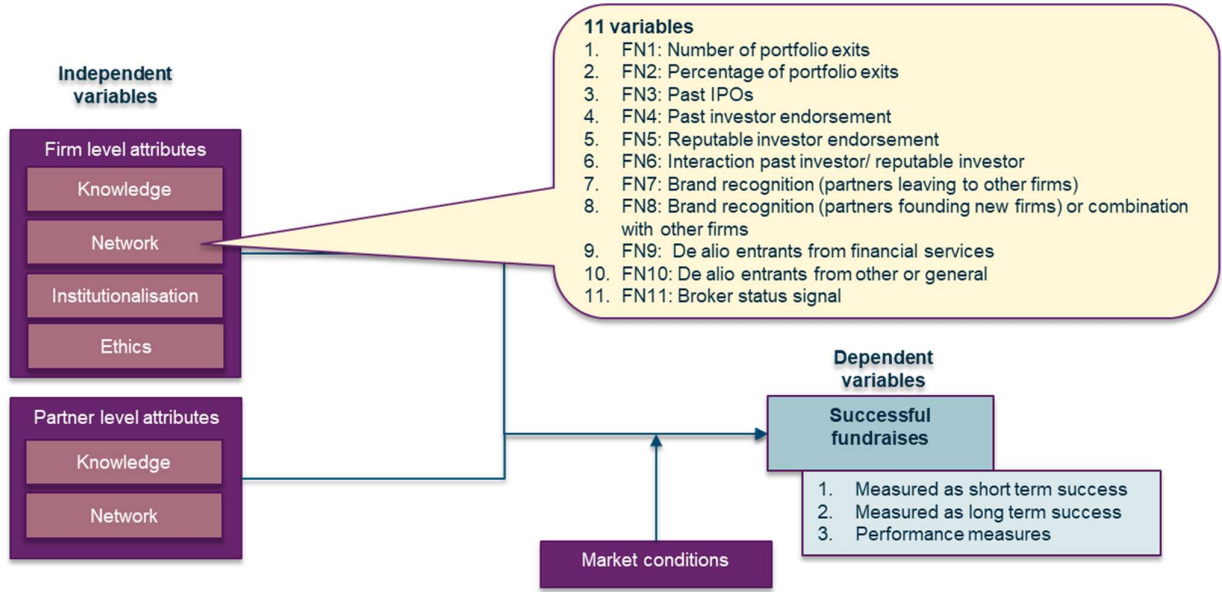 Independent
variables
Firm level attributes
Knowledge
Network
Institutionalisation
Ethics
Partner level attributes
Knowledge
Network
11 variables
1. FN1: Number of portfolio exits
2. FN2: Percentage of portfolio exits
3. FN3: Past IPOs
4. FN4: Past investor endorsement
5. FN5: Reputable investor endorsement
6. FN6: Interaction past investor/ reputable investor
7. FN7: Brand recognition (partners leaving to other firms)
8. FN8: Brand recognition (partners founding new firms) or combination
with other firms
9. FN9: De alio entrants from financial services
10. FN10: De alio entrants from other or general
11. FN11: Broker status signal
Dependent
variables
Successful
fundraises
1. Measured as short term success
2. Measured as long term success
3. Performance measures
Market conditions